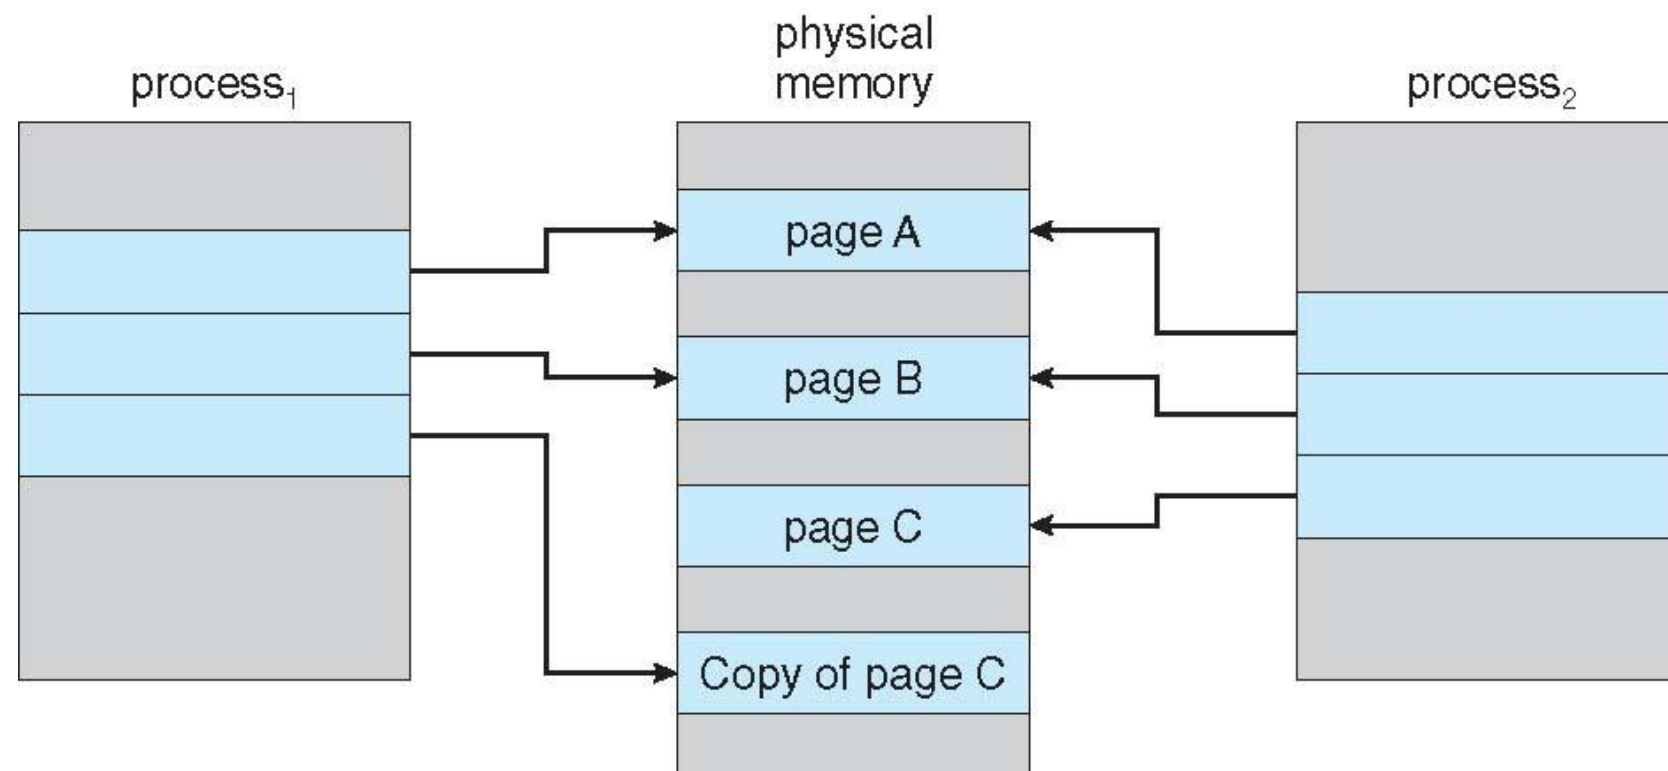 physical
memory
process₁
process₂
page A
page B
page C
Copy of page C